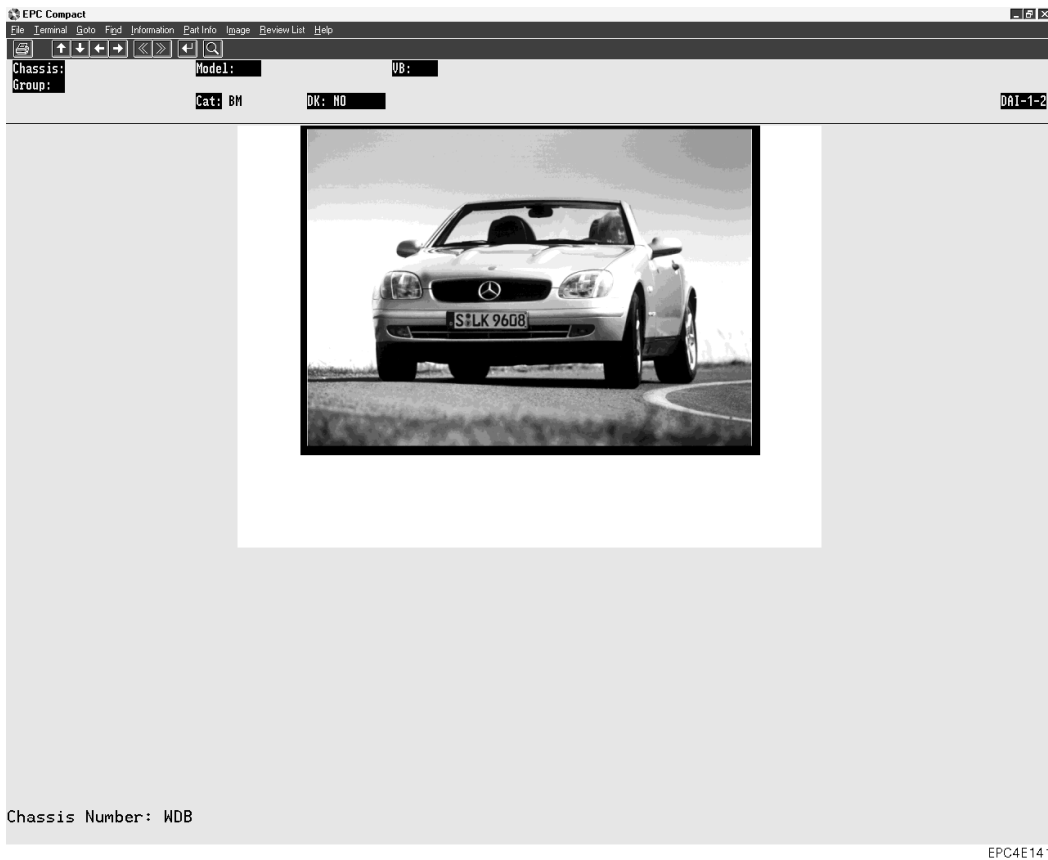 EPC Compact
File Terminal Goto Find Information Part Info Image Review List Help
Chassis: Model: VB:
Group:
Cat: BM DK: NO DAI-1-2
S LK 9608
Chassis Number: WDB
EPC4E141